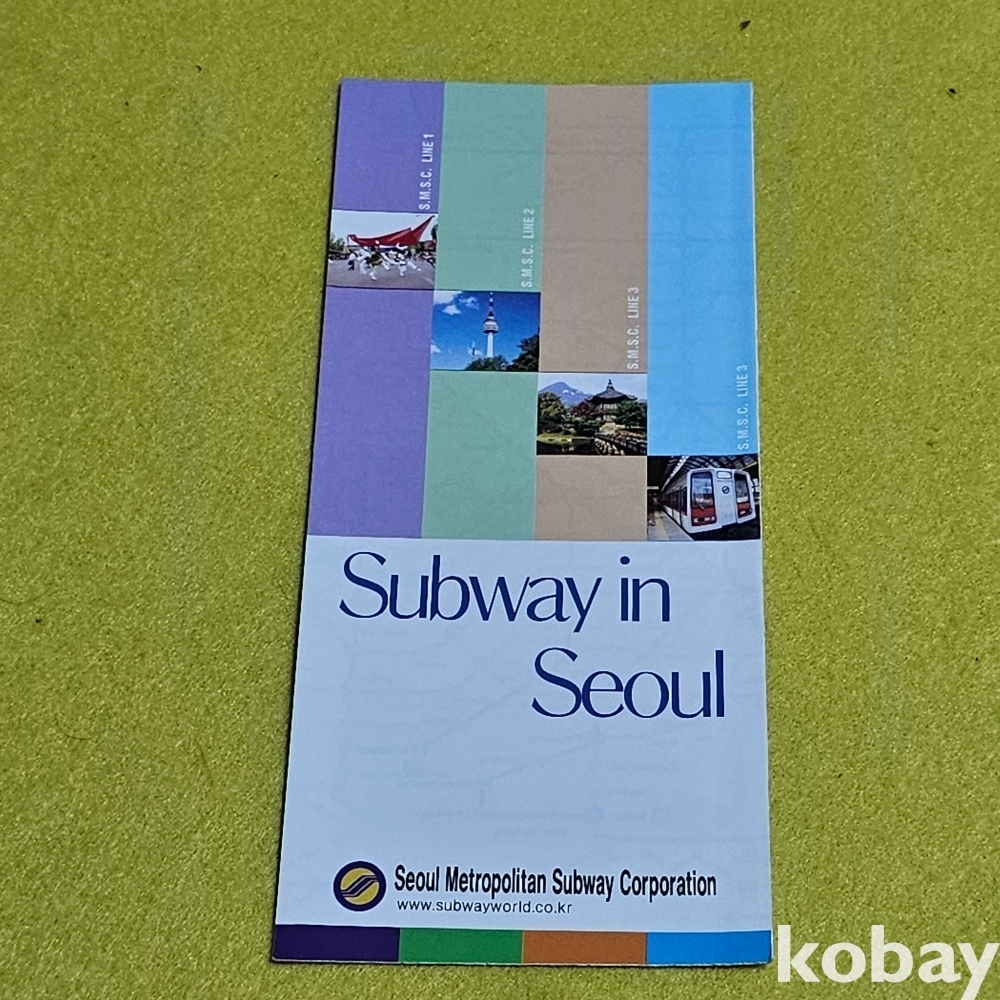 S.M.S.C. LINE 1
S.M.S.C. LINE 2
S.M.S.C. LINE 3
S.M.S.C. LINE 3
Subway in
Seoul
Seoul Metropolitan Subway Corporation
www.subwayworld.co.kr
kobay